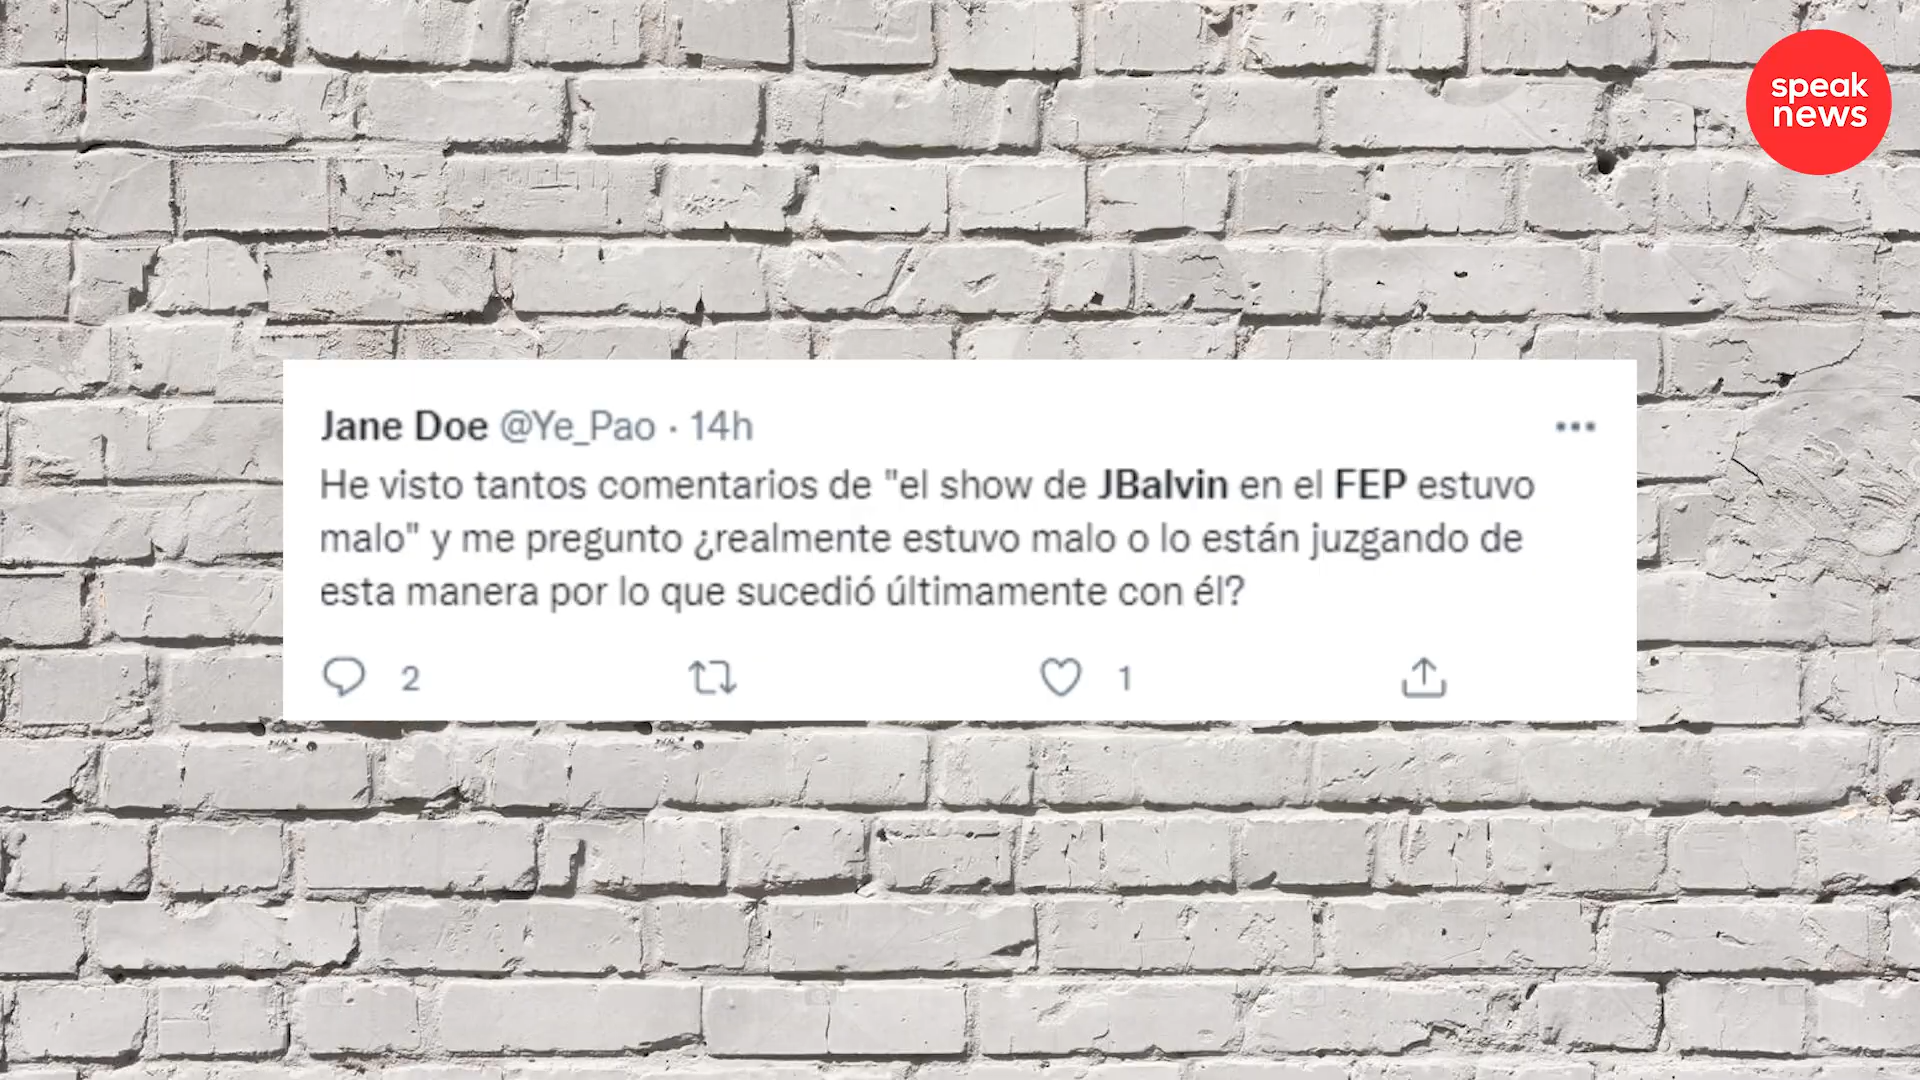 speak
news
Jane Doe @Ye_Pao · 14h
He visto tantos comentarios de "el show de JBalvin en el FEP estuvo
malo" y me pregunto ¿realmente estuvo malo o lo están juzgando de
esta manera por lo que sucedió últimamente con él?
2
1